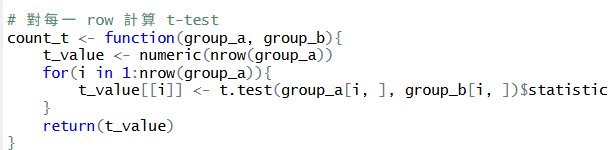 # 對每一 row 計算 t-test
count_t <- function(group_a, group_b){
    t_value <- numeric(nrow(group_a))
    for(i in 1:nrow(group_a)){
        t_value[[i]] <- t.test(group_a[i, ], group_b[i, ])$statistic
    }
    return(t_value)
}